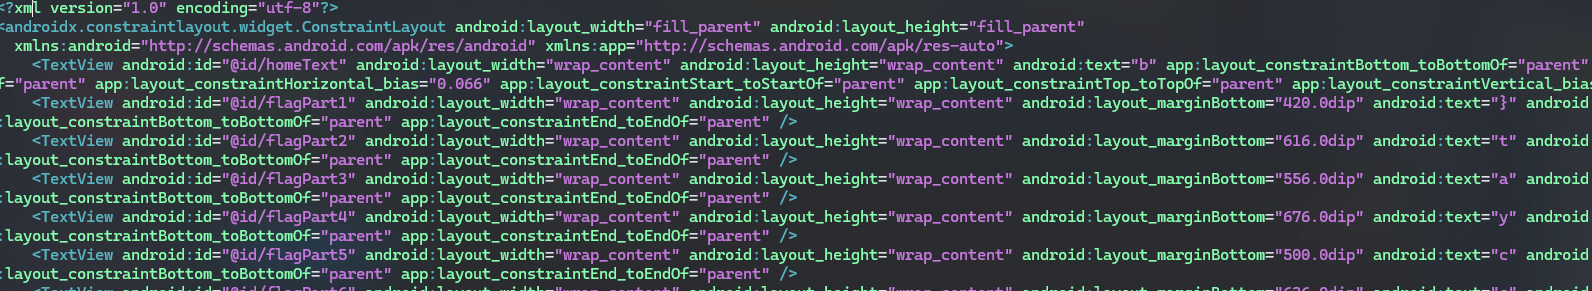 <?xml version="1.0" encoding="utf-8"?>
<androidx.constraintlayout.widget.ConstraintLayout android:layout_width="fill_parent" android:layout_height="fill_parent"
xmlns:android="http://schemas.android.com/apk/res/android" xmlns:app="http://schemas.android.com/apk/res-auto">
<TextView android:id="@id/homeText" android:layout_width="wrap_content" android:layout_height="wrap_content" android:text="b" app:layout_constraintBottom_toBottomOf="parent"
f="parent" app:layout_constraintHorizontal_bias="0.066" app:layout_constraintStart_toStartOf="parent" app:layout_constraintTop_toTopOf="parent" app:layout_constraintVertical_bias
<TextView android:id="@id/flagPart1" android:layout_width="wrap_content" android:layout_height="wrap_content" android:layout_marginBottom="420.0dip" android:text="}" android
:layout_constraintBottom_toBottomOf="parent" app:layout_constraintEnd_toEndOf="parent" />
<TextView android:id="@id/flagPart2" android:layout_width="wrap_content" android:layout_height="wrap_content" android:layout_marginBottom="616.0dip" android:text="t" android
:layout_constraintBottom_toBottomOf="parent" app:layout_constraintEnd_toEndOf="parent" />
<TextView android:id="@id/flagPart3" android:layout_width="wrap_content" android:layout_height="wrap_content" android:layout_marginBottom="556.0dip" android:text="a" android
:layout_constraintBottom_toBottomOf="parent" app:layout_constraintEnd_toEndOf="parent" />
<TextView android:id="@id/flagPart4" android:layout_width="wrap_content" android:layout_height="wrap_content" android:layout_marginBottom="676.0dip" android:text="y" android
:layout_constraintBottom_toBottomOf="parent" app:layout_constraintEnd_toEndOf="parent" />
<TextView android:id="@id/flagPart5" android:layout_width="wrap_content" android:layout_height="wrap_content" android:layout_marginBottom="500.0dip" android:text="c" android
:layout_constraintBottom_toBottomOf="parent" app:layout_constraintEnd_toEndOf="parent" />